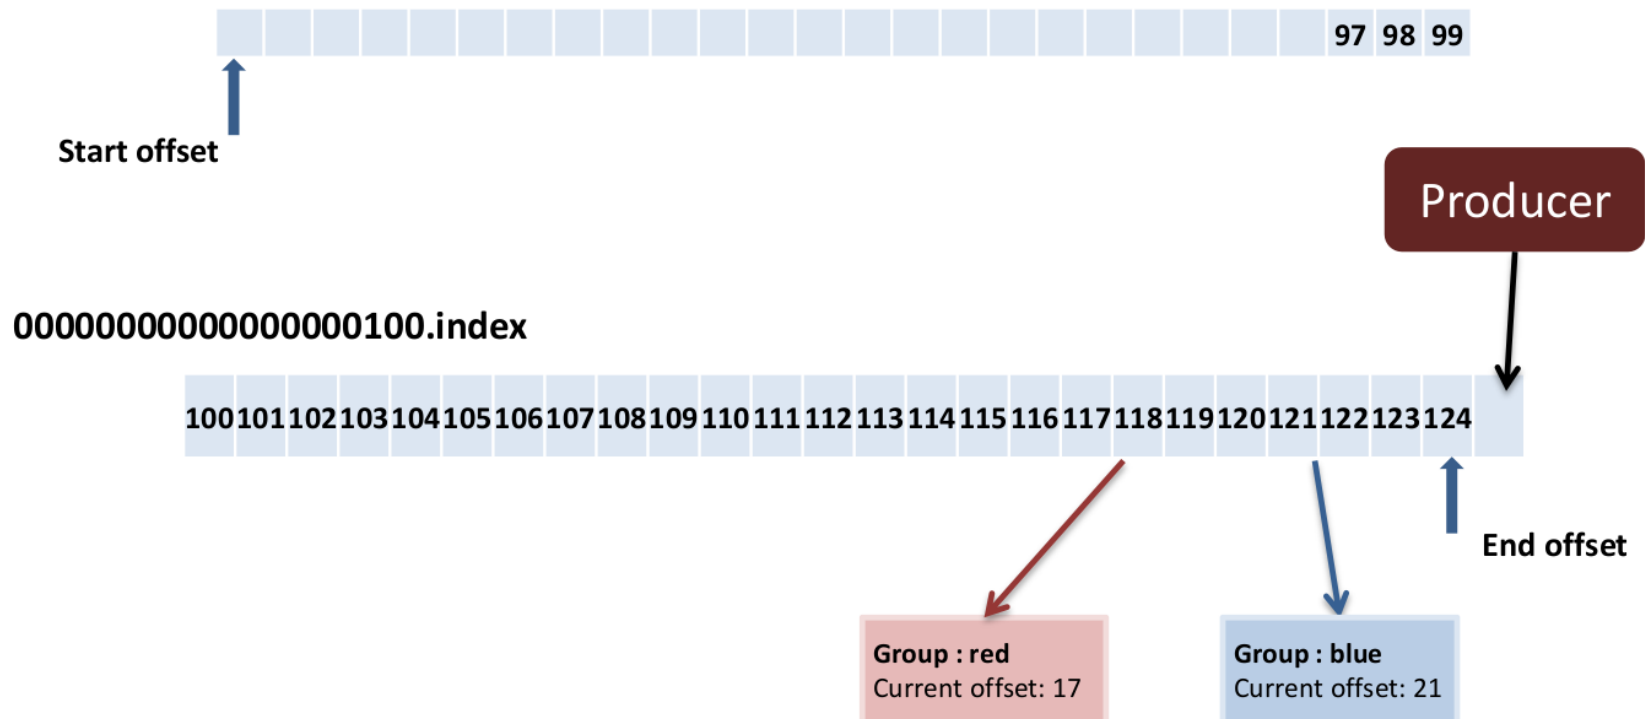 97 98 99
Start offset
Producer
00000000000000000100.index
100 101 102 103 104 105 106 107 108 109 110 111 112 113 114 115 116 117 118 119 120 121 122 123 124
End offset
Group : red
Current offset: 17
Group : blue
Current offset: 21